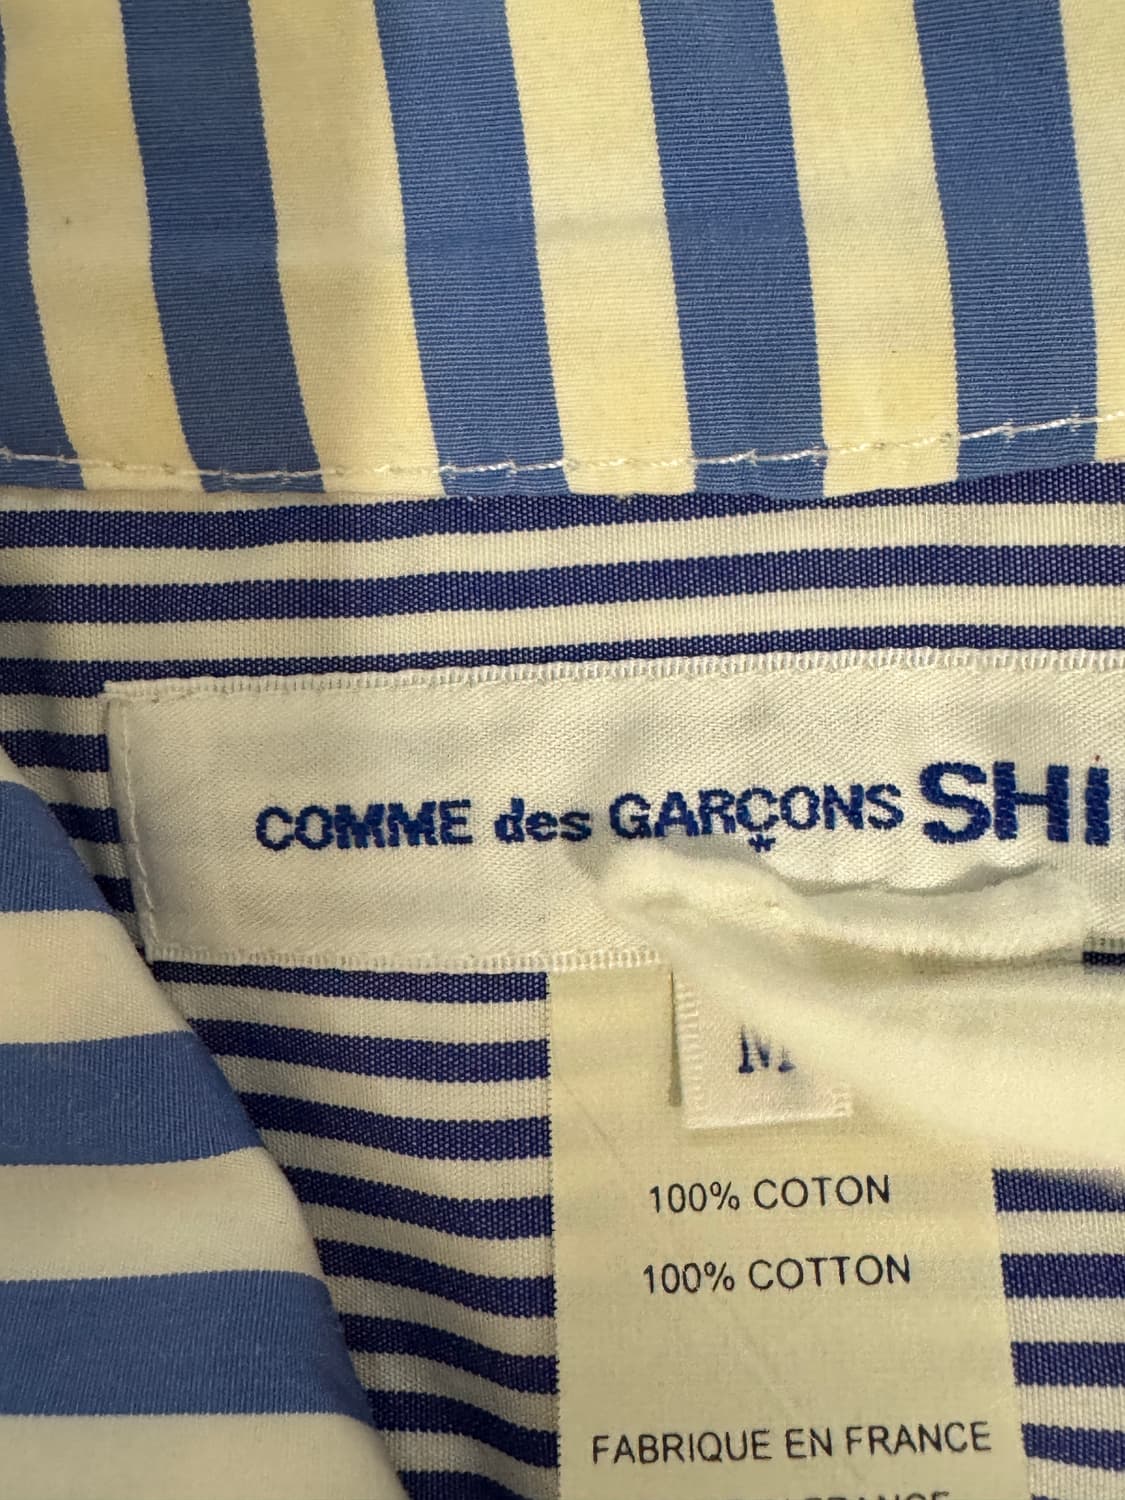 COMME des GARÇONS SHI
M
100% COTON
100% COTTON
FABRIQUE EN FRANCE